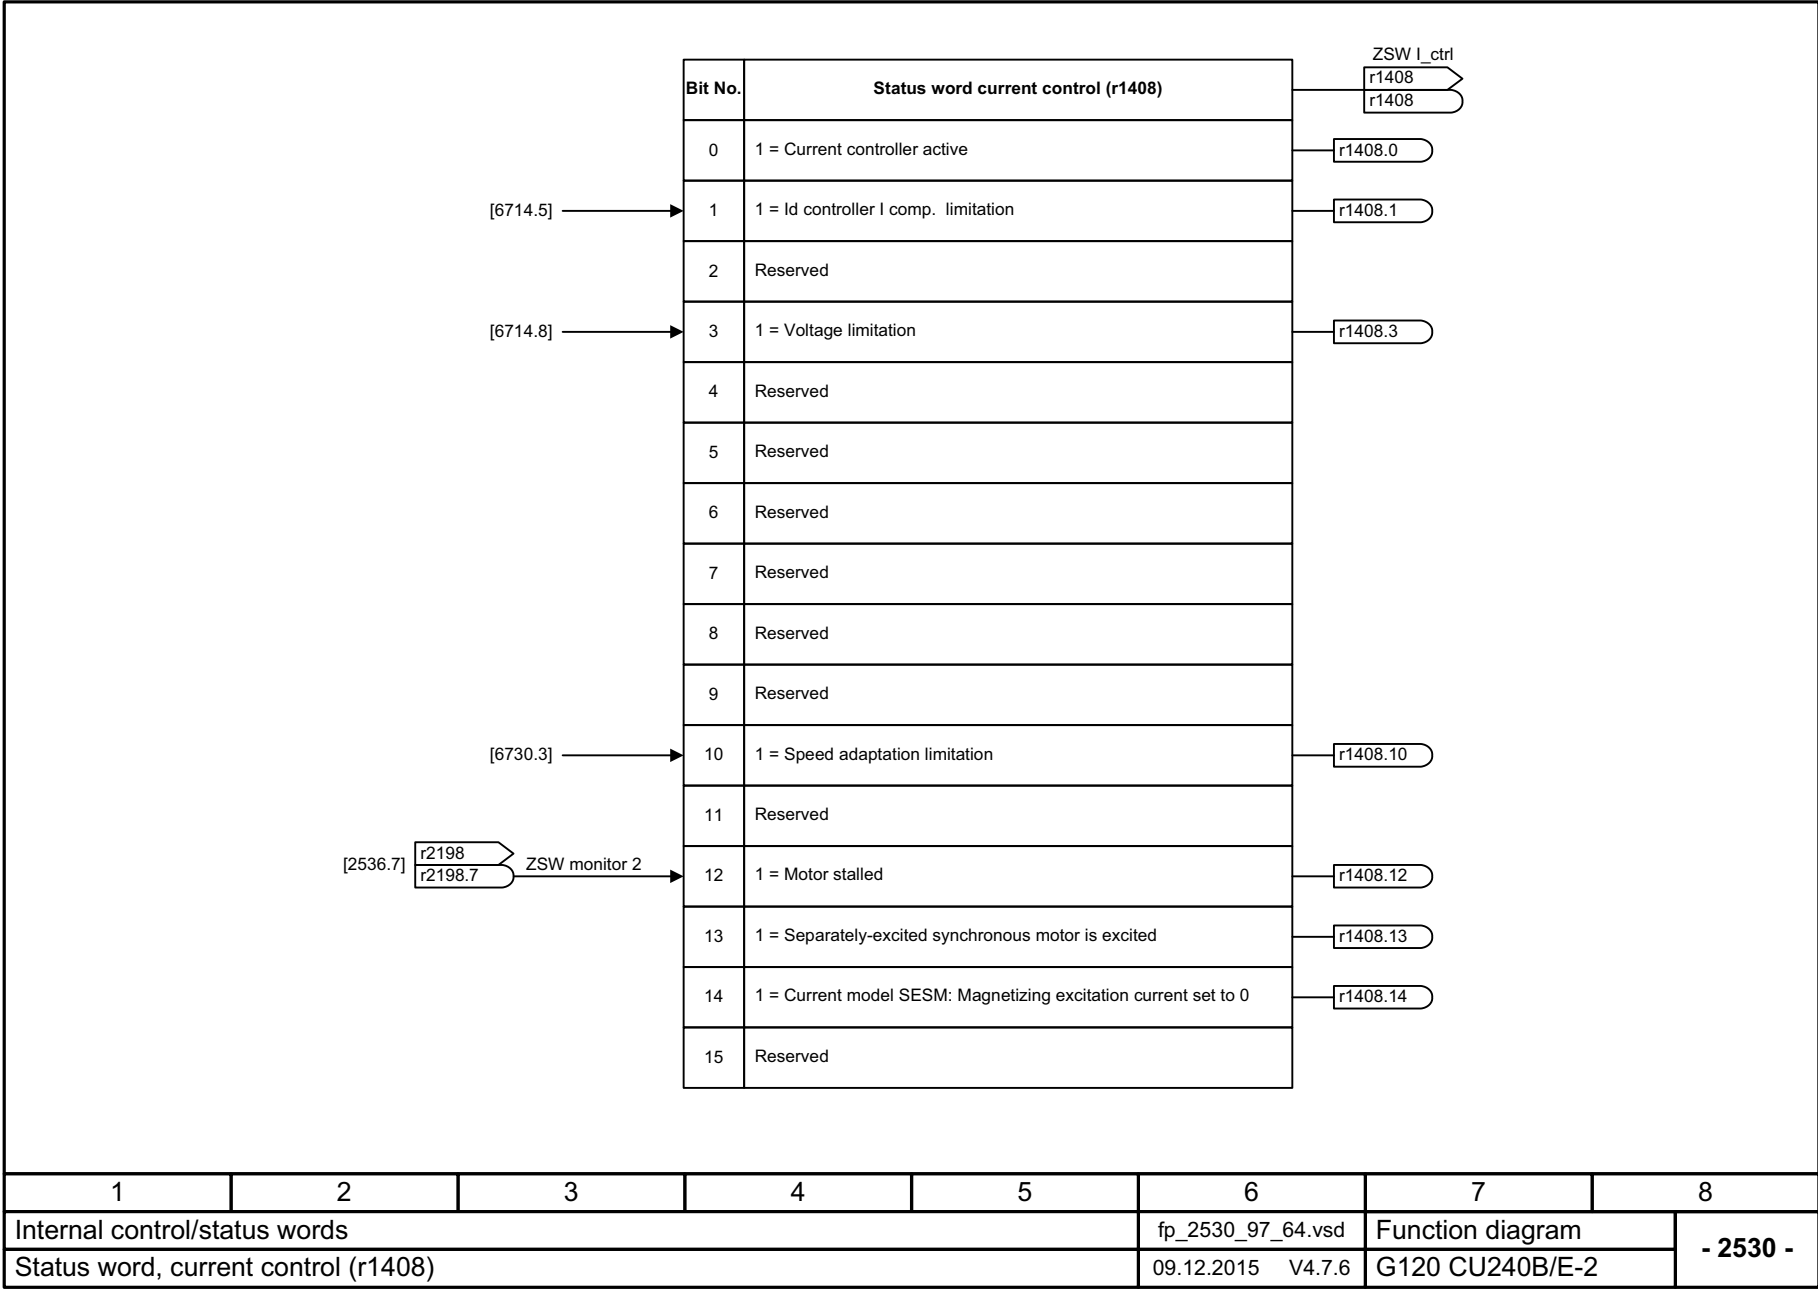 ZSW I_ctrl
Bit No. Status word current control (r1408) r1408
r1408
0 1 = Current controller active r1408.0
[6714.5] 1 1 = Id controller I comp. limitation r1408.1
2 Reserved
[6714.8] 3 1 = Voltage limitation r1408.3
4 Reserved
5 Reserved
6 Reserved
7 Reserved
8 Reserved
9 Reserved
[6730.3] 10 1 = Speed adaptation limitation r1408.10
11 Reserved
[2536.7] r2198 ZSW monitor 2
r2198.7 12 1 = Motor stalled r1408.12
13 1 = Separately-excited synchronous motor is excited r1408.13
14 1 = Current model SESM: Magnetizing excitation current set to 0 r1408.14
15 Reserved
1 2 3 4 5 6 7 8
Internal control/status words fp_2530_97_64.vsd Function diagram - 2530 -
Status word, current control (r1408) 09.12.2015 V4.7.6 G120 CU240B/E-2